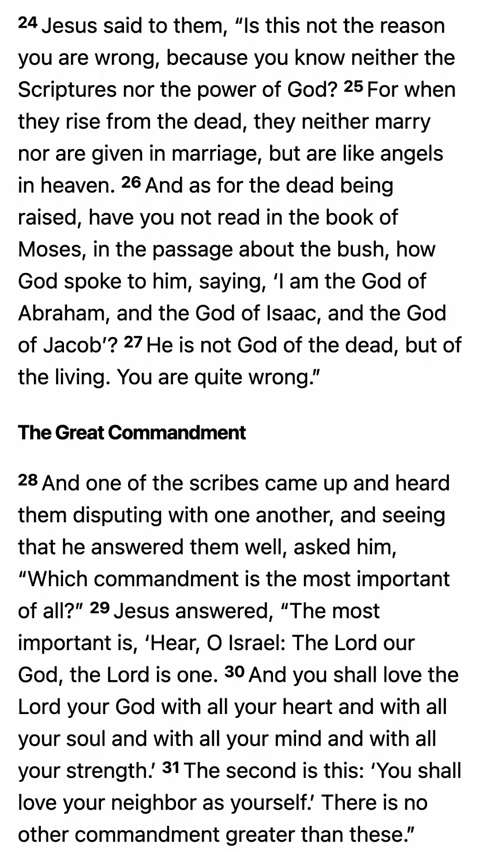 24 Jesus said to them, “Is this not the reason
you are wrong, because you know neither the
Scriptures nor the power of God? 25 For when
they rise from the dead, they neither marry
nor are given in marriage, but are like angels
in heaven. 26 And as for the dead being
raised, have you not read in the book of
Moses, in the passage about the bush, how
God spoke to him, saying, ‘I am the God of
Abraham, and the God of Isaac, and the God
of Jacob’? 27 He is not God of the dead, but of
the living. You are quite wrong.”
The Great Commandment
28 And one of the scribes came up and heard
them disputing with one another, and seeing
that he answered them well, asked him,
“Which commandment is the most important
of all?” 29 Jesus answered, “The most
important is, ‘Hear, O Israel: The Lord our
God, the Lord is one. 30 And you shall love the
Lord your God with all your heart and with all
your soul and with all your mind and with all
your strength.’ 31 The second is this: ‘You shall
love your neighbor as yourself.’ There is no
other commandment greater than these.”